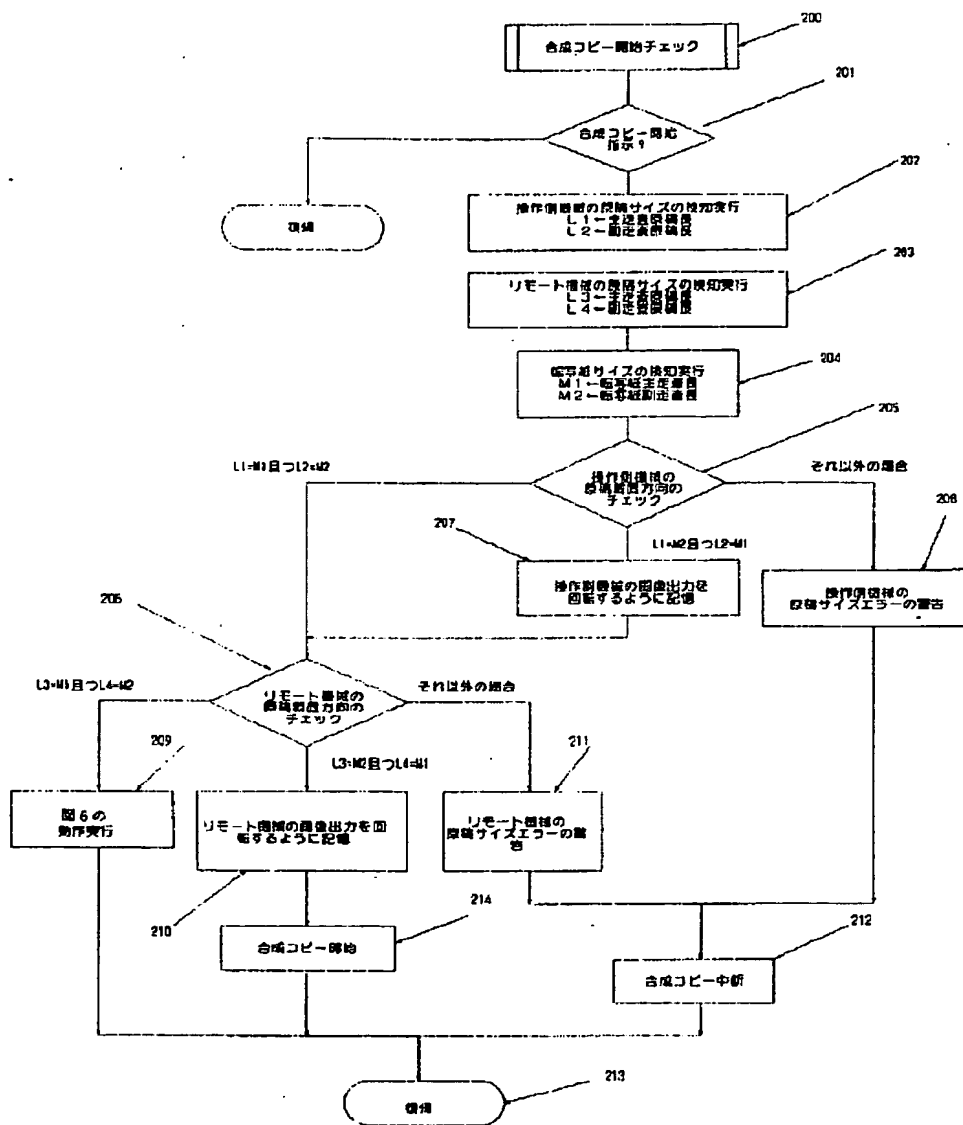 合成コピー開始チェック
200
201
合成コピー開始
指示?
202
操作側機械の原稿サイズの検知実行
L1←主走査原稿長
L2←副走査原稿長
復帰
203
リモート機械の原稿サイズの検知実行
L3←主走査原稿長
L4←副走査原稿長
204
転写紙サイズの検知実行
M1←転写紙主走査長
M2←転写紙副走査長
205
L1=M1且つL2=M2
操作側機械の
原稿載置方向の
チェック
それ以外の場合
206
207
L1=M2且つL2=M1
操作側機械の画像出力を
回転するように記憶
操作側機械の
原稿サイズエラーの警告
L3=M1且つL4=M2
リモート機械の
原稿載置方向の
チェック
それ以外の場合
209
L3=M2且つL4=M1
211
図6の
動作実行
リモート機械の画像出力を回
転するように記憶
リモート機械の
原稿サイズエラーの警
告
210
214
合成コピー開始
212
合成コピー中断
213
復帰